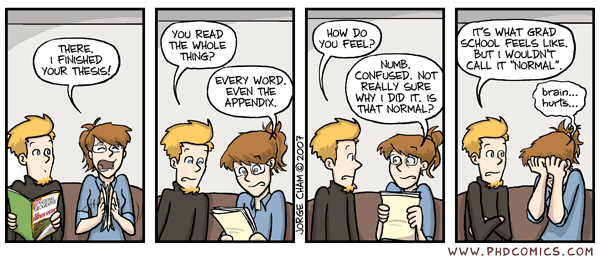 THERE.
I FINISHED
YOUR THESIS!
YOU READ
THE WHOLE
THING?
EVERY WORD.
EVEN THE
APPENDIX.
JORGE CHAM © 2007
HOW DO
YOU FEEL?
NUMB.
CONFUSED. NOT
REALLY SURE
WHY I DID IT. IS
THAT NORMAL?
IT'S WHAT GRAD
SCHOOL FEELS LIKE.
BUT I WOULDN'T
CALL IT "NORMAL".
brain...
hurts...
WWW.PHDCOMICS.COM